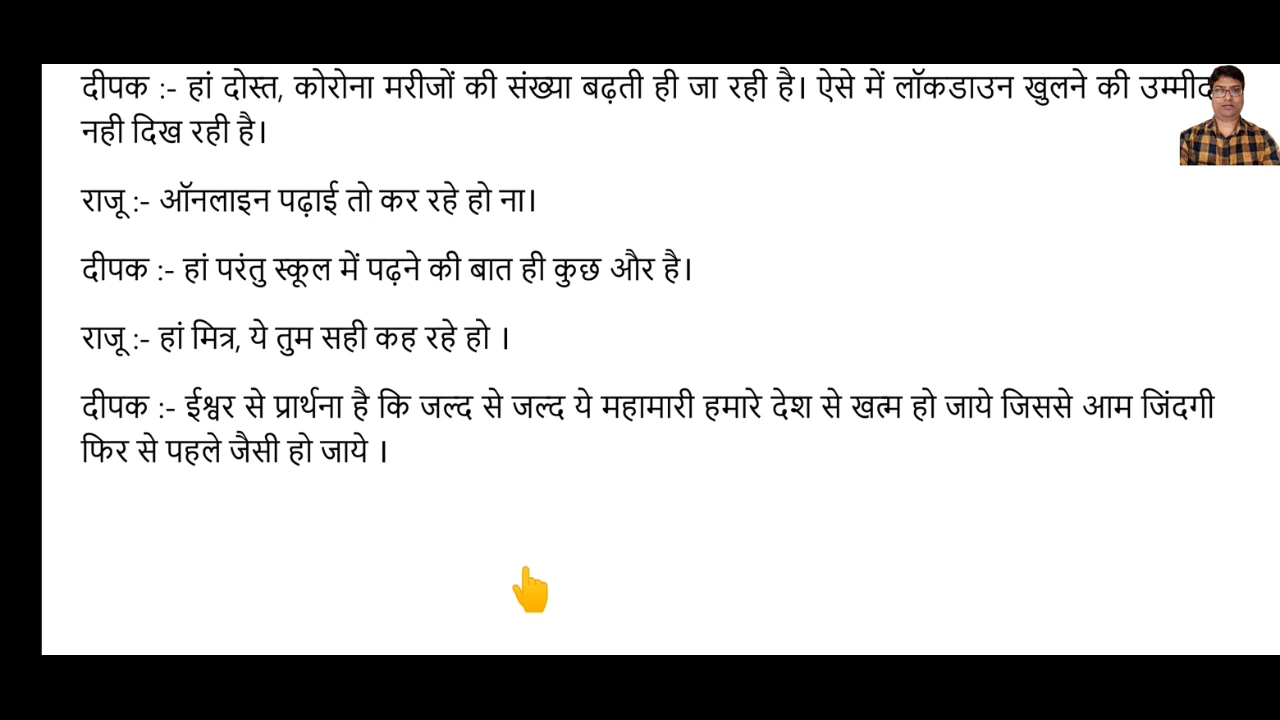 दीपक :- हां दोस्त, कोरोना मरीजों की संख्या बढ़ती ही जा रही है। ऐसे में लॉकडाउन खुलने की उम्मीद
नही दिख रही है।
राजू :- ऑनलाइन पढ़ाई तो कर रहे हो ना।
दीपक :- हां परंतु स्कूल में पढ़ने की बात ही कुछ और है।
राजू :- हां मित्र, ये तुम सही कह रहे हो ।
दीपक :- ईश्वर से प्रार्थना है कि जल्द से जल्द ये महामारी हमारे देश से खत्म हो जाये जिससे आम जिंदगी
फिर से पहले जैसी हो जाये ।